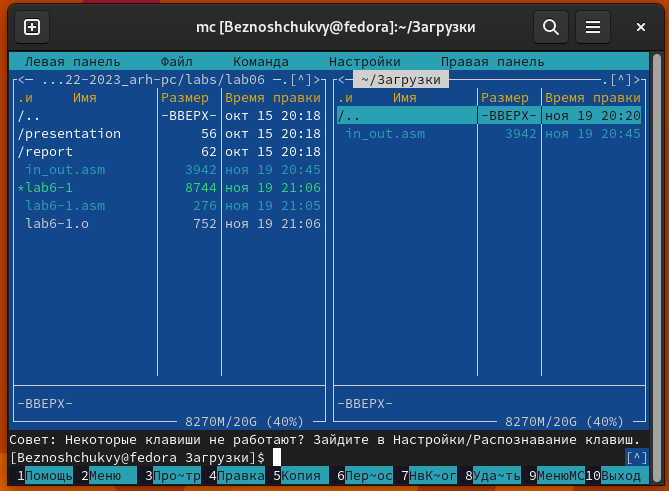 mc [Beznoshchukvy@fedora]:~/Загрузки
Левая панель Файл Команда Настройки Правая панель
<— ...22-2023_arh-pc/labs/lab06 —.[^]>
.и Имя Размер Время правки
/.. -ВВЕРХ- окт 15 20:18
/presentation 56 окт 15 20:18
/report 62 окт 15 20:18
in_out.asm 3942 ноя 19 20:45
*lab6-1 8744 ноя 19 21:06
lab6-1.asm 276 ноя 19 21:05
lab6-1.o 752 ноя 19 21:06
-ВВЕРХ-
8270M/20G (40%)
<— ~/Загрузки .[^]>
.и Имя Размер Время правки
/.. -ВВЕРХ- ноя 19 20:20
in_out.asm 3942 ноя 19 20:45
-ВВЕРХ-
8270M/20G (40%)
Совет: Некоторые клавиши не работают? Зайдите в Настройки/Распознавание клавиш.
[Beznoshchukvy@fedora Загрузки]$ [^]
1Помощь 2Меню 3Про~тр 4Правка 5Копия 6Пер~ос 7НвК~ог 8Уда~ть 9МенюMC 10Выход